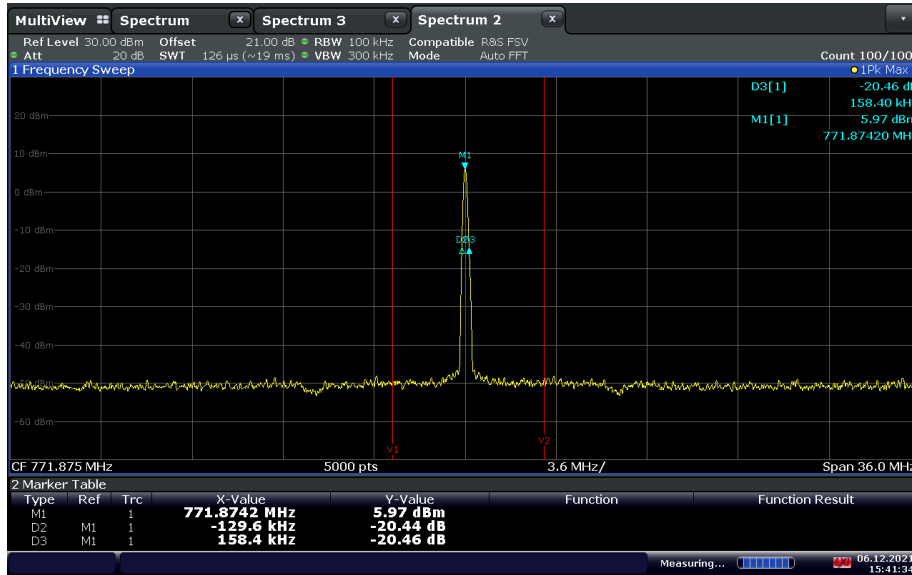 MultiView Spectrum x Spectrum 3 x Spectrum 2 x
Ref Level 30.00 dBm Offset 21.00 dB RBW 100 kHz Compatible R&S FSV
Att 20 dB SWT 126 µs (~19 ms) VBW 300 kHz Mode Auto FFT Count 100/100
1 Frequency Sweep 1Pk Max
D3[1] -20.46 dB
158.40 kH
M1[1] 5.97 dBm
771.87420 MH
20 dBm
10 dBm
M1
0 dBm
-10 dBm
D2 D3
-20 dBm
-30 dBm
-40 dBm
-50 dBm
-60 dBm
V1
V2
CF 771.875 MHz 5000 pts 3.6 MHz/ Span 36.0 MHz
2 Marker Table
Type Ref Trc X-Value Y-Value Function Function Result
M1 1 771.8742 MHz 5.97 dBm
D2 M1 1 -129.6 kHz -20.44 dB
D3 M1 1 158.4 kHz -20.46 dB
Measuring... 06.12.2021
15:41:34